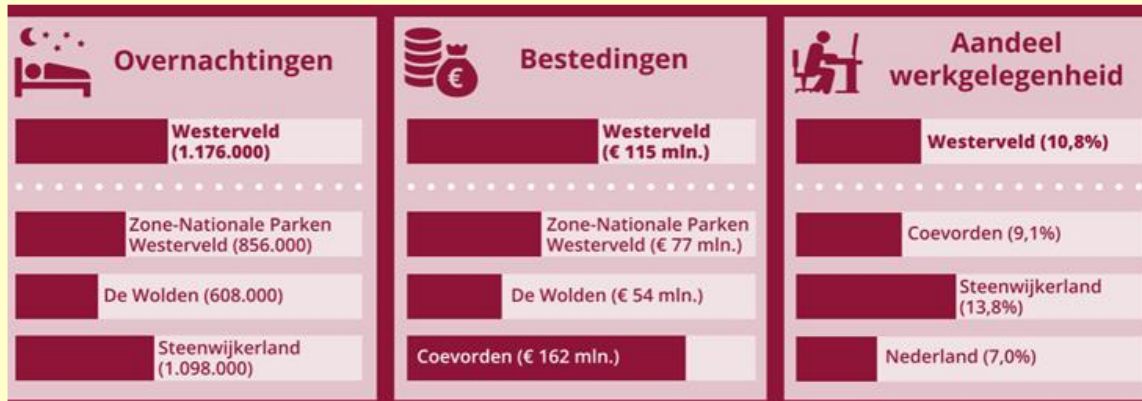 Overnachtingen
Westerveld
(1.176.000)
Zone-Nationale Parken
Westerveld (856.000)
De Wolden (608.000)
Steenwijkerland
(1.098.000)
€
Bestedingen
Westerveld
(€ 115 mln.)
Zone-Nationale Parken
Westerveld (€ 77 mln.)
De Wolden (€ 54 mln.)
Coevorden (€ 162 mln.)
Aandeel
werkgelegenheid
Westerveld (10,8%)
Coevorden (9,1%)
Steenwijkerland
(13,8%)
Nederland (7,0%)